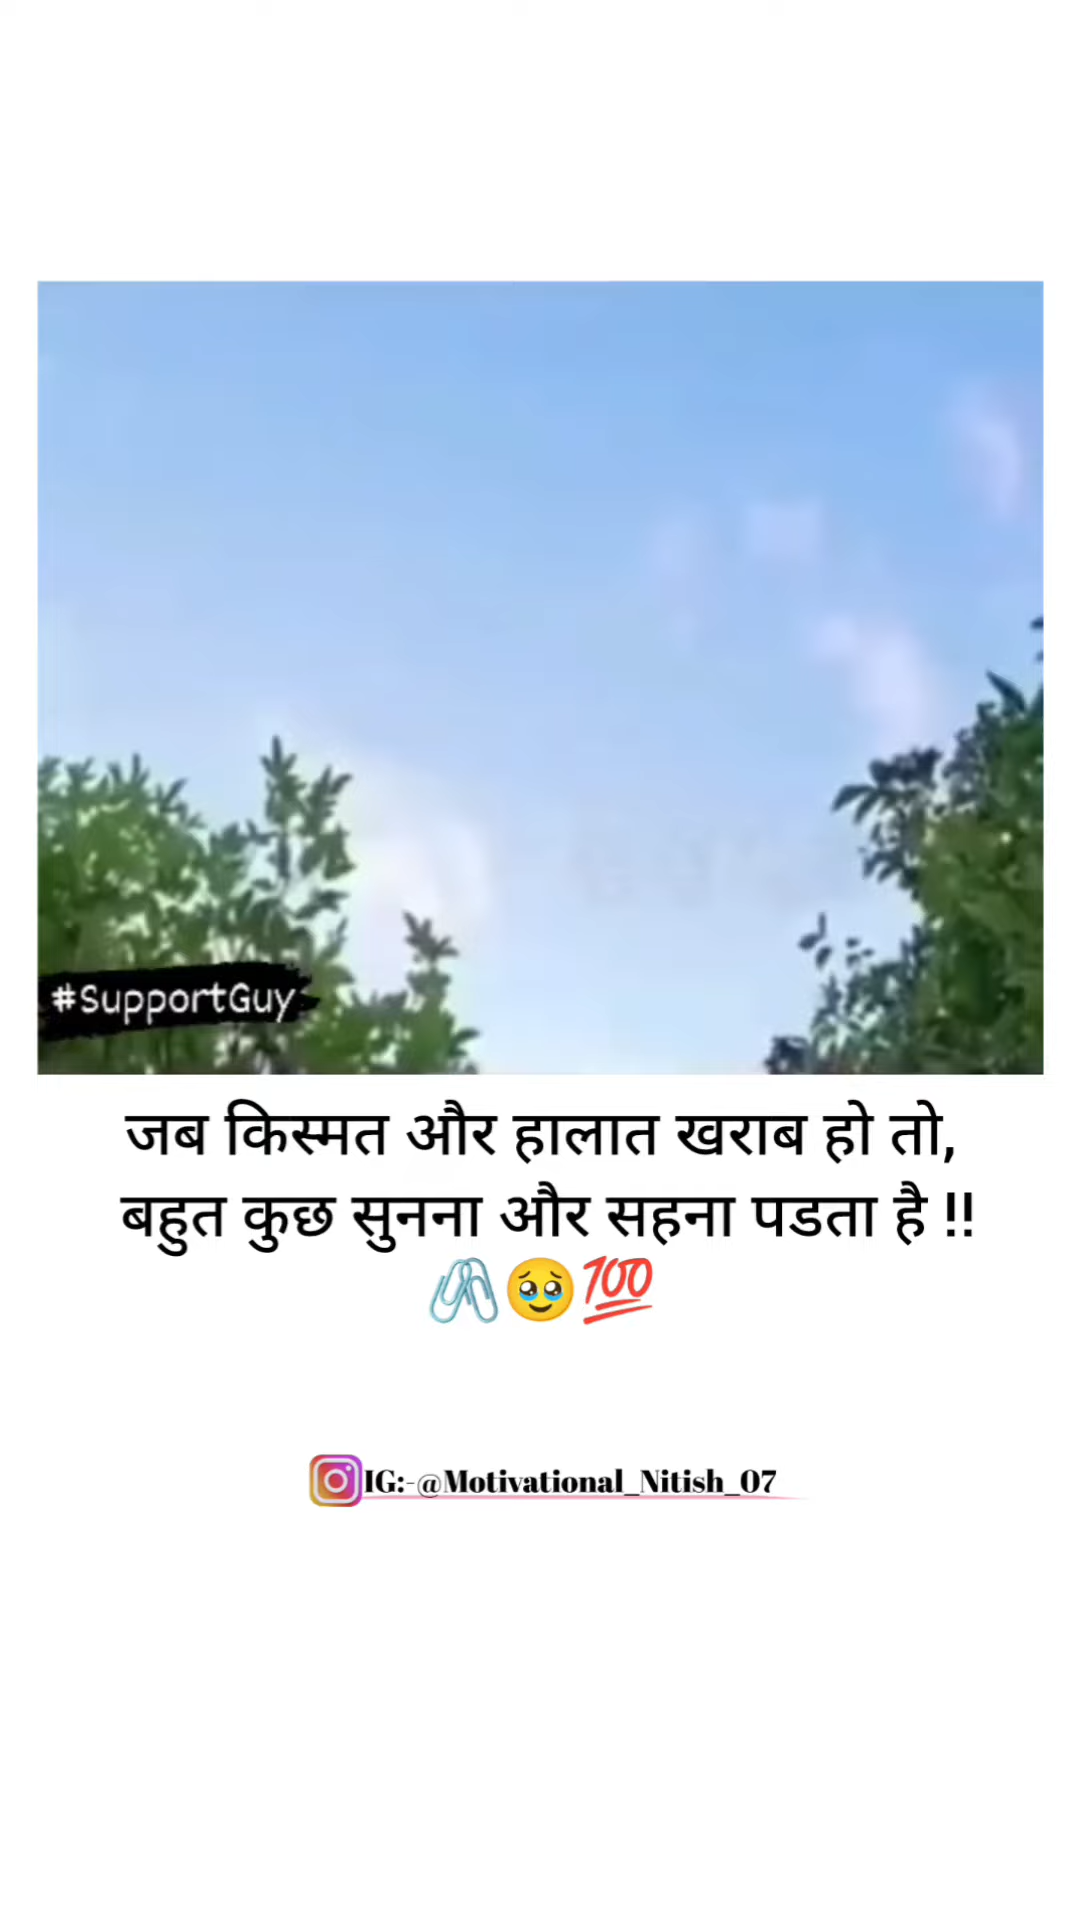 #SupportGuy
जब किस्मत और हालात खराब हो तो,
बहुत कुछ सुनना और सहना पडता है !!
🖇️🥹💯
IG:-@Motivational_Nitish_07